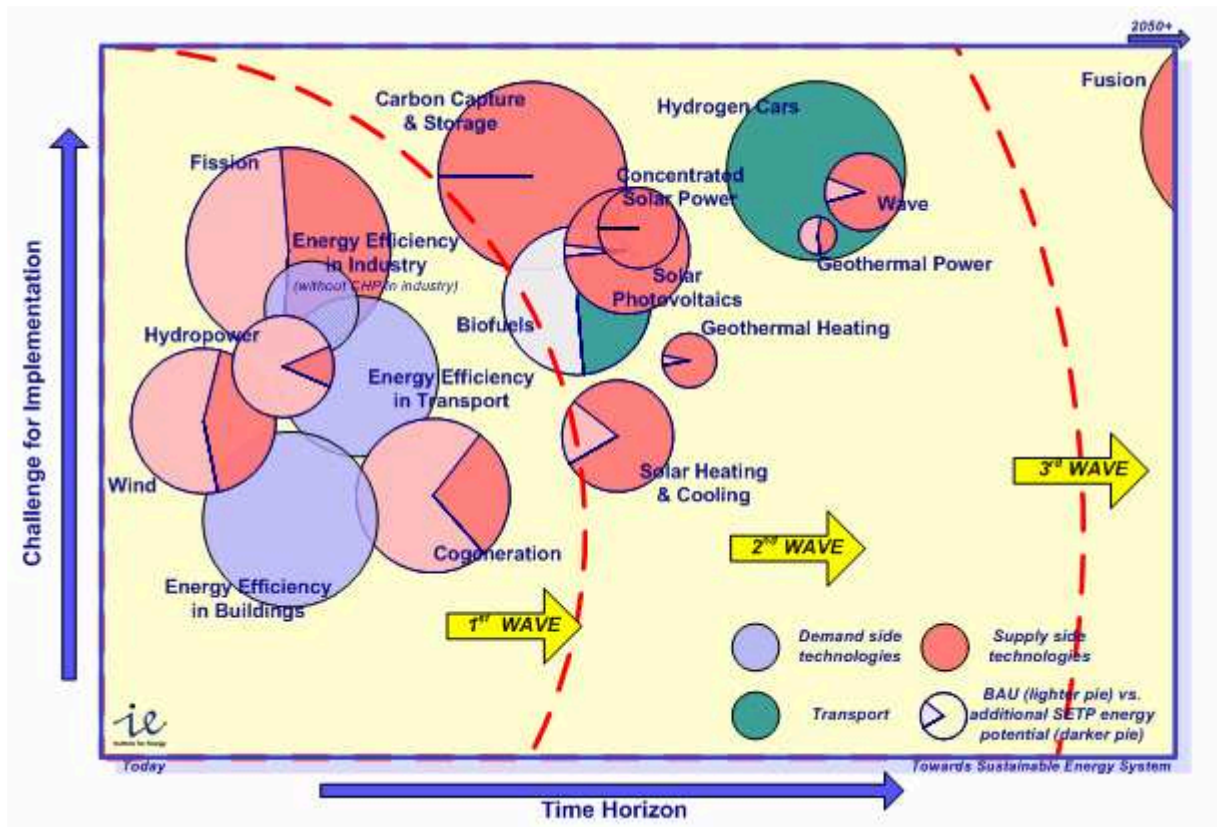 2050+
Fusion
Carbon Capture
& Storage
Hydrogen Cars
Fission
Concentrated
Solar Power
Wave
Energy Efficiency
in Industry
(without CHP in industry)
Geothermal Power
Solar
Photovoltaics
Hydropower
Biofuels
Geothermal Heating
Energy Efficiency
in Transport
Wind
Solar Heating
& Cooling
3rd WAVE
Cogeneration
2nd WAVE
Energy Efficiency
in Buildings
1st WAVE
Demand side
technologies
Supply side
technologies
Transport
BAU (lighter pie) vs.
additional SETP energy
potential (darker pie)
ie
Institute for Energy
Today
Towards Sustainable Energy System
Time Horizon
Challenge for Implementation